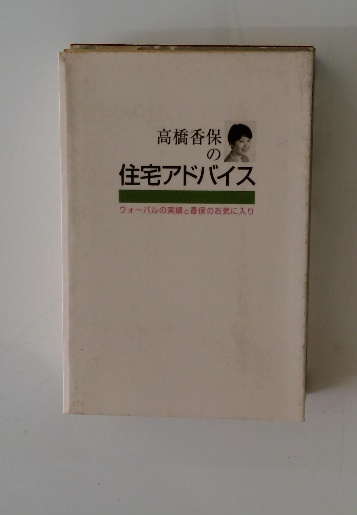 高橋香保
の
住宅アドバイス
ウォーバルの実績と香保のお気に入り